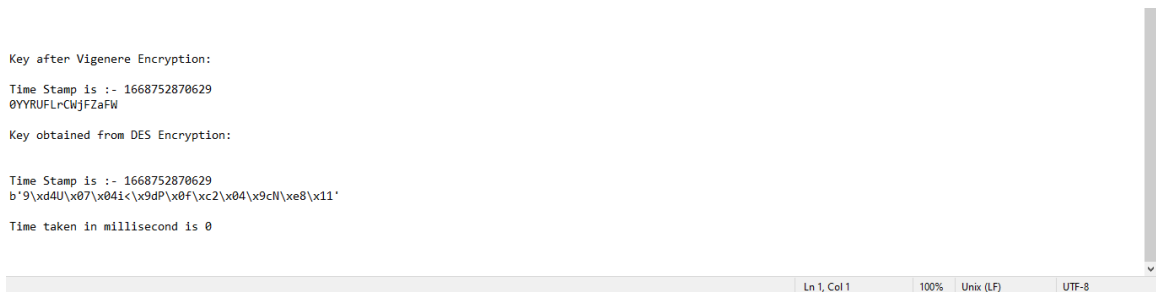 Key after Vigenere Encryption:
Time Stamp is :- 1668752870629
0YYRUFLrCWjFZaFW
Key obtained from DES Encryption:
Time Stamp is :- 1668752870629
b'9\xd4U\x07\x04i<\x9dP\x0f\xc2\x04\x9cN\xe8\x11'
Time taken in millisecond is 0
Ln 1, Col 1 100% Unix (LF) UTF-8